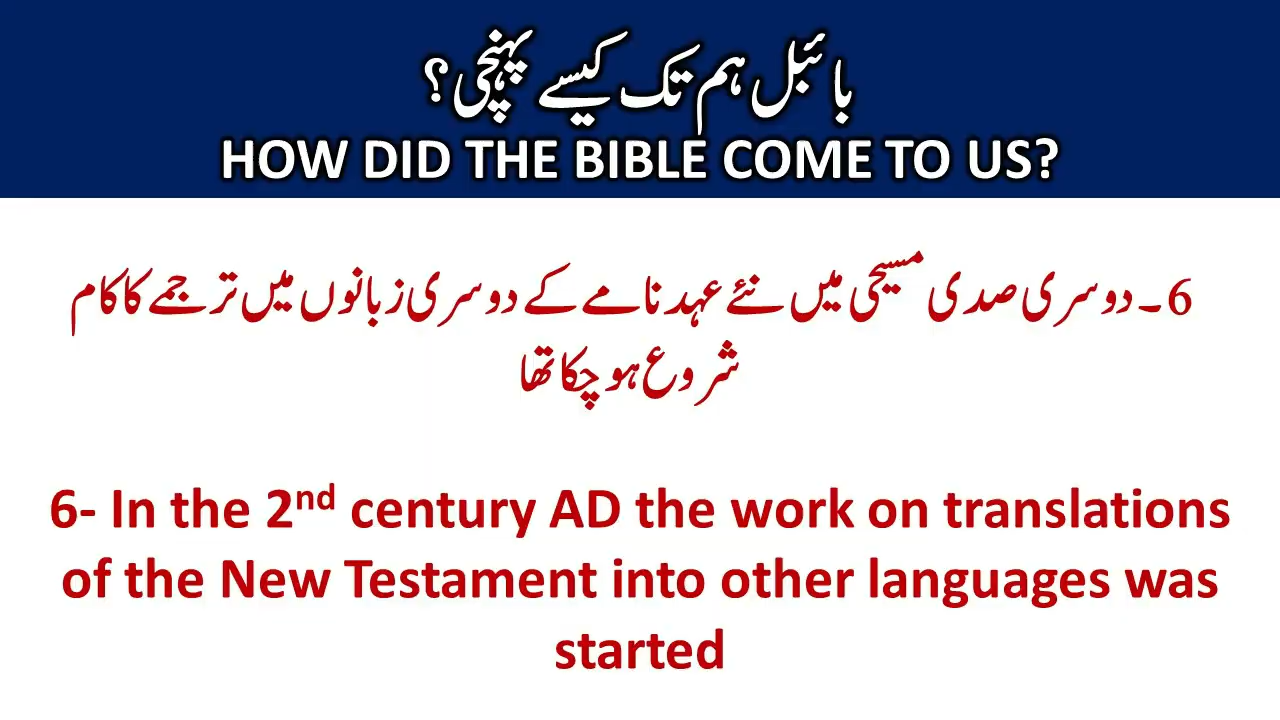 بائبل ہم تک کیسے پہنچی؟
HOW DID THE BIBLE COME TO US?
6۔ دوسری صدی مسیحی میں نئے عہد نامے کے دوسری زبانوں میں ترجمے کا کام
شروع ہو چکا تھا
6- In the 2nd century AD the work on translations
of the New Testament into other languages was
started